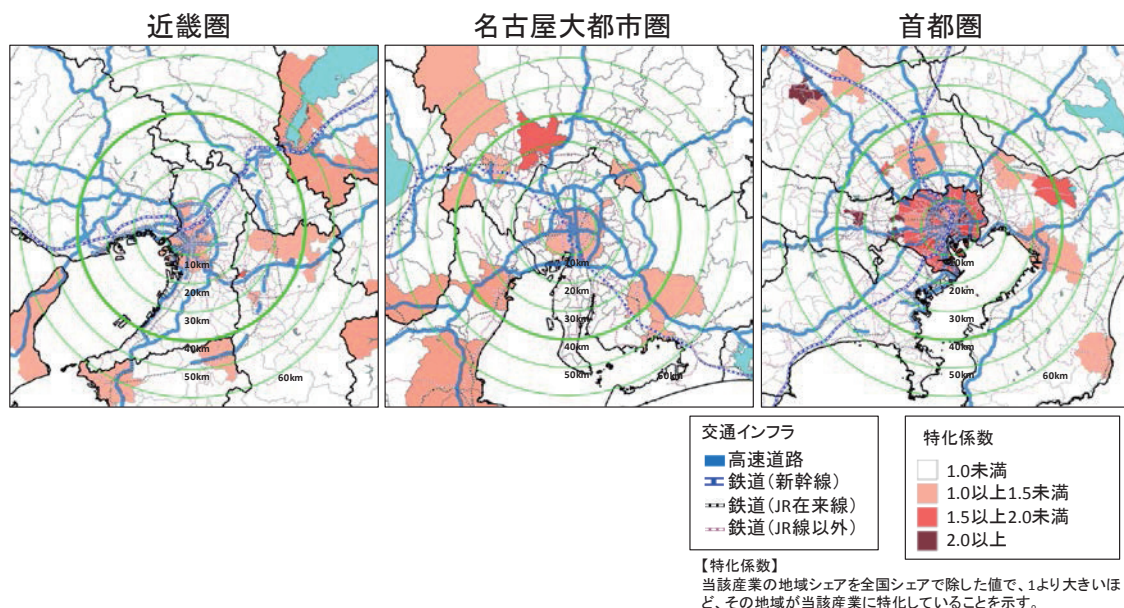 近畿圏
名古屋大都市圏
首都圏
10km
20km
30km
40km
50km
60km
10km
20km
30km
40km
50km
60km
10km
20km
30km
40km
50km
60km
交通インフラ
高速道路
鉄道(新幹線)
鉄道(JR在来線)
鉄道(JR線以外)
特化係数
1.0未満
1.0以上1.5未満
1.5以上2.0未満
2.0以上
【特化係数】
当該産業の地域シェアを全国シェアで除した値で、1より大きいほ
ど、その地域が当該産業に特化していることを示す。